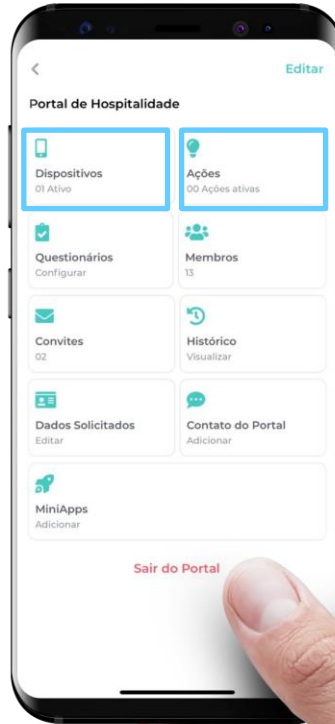 Editar
Portal de Hospitalidade
Dispositivos
01 Ativo
Ações
00 Ações ativas
Questionários
Configurar
Membros
13
Convites
02
Histórico
Visualizar
Dados Solicitados
Editar
Contato do Portal
Adicionar
MiniApps
Adicionar
Sair do Portal